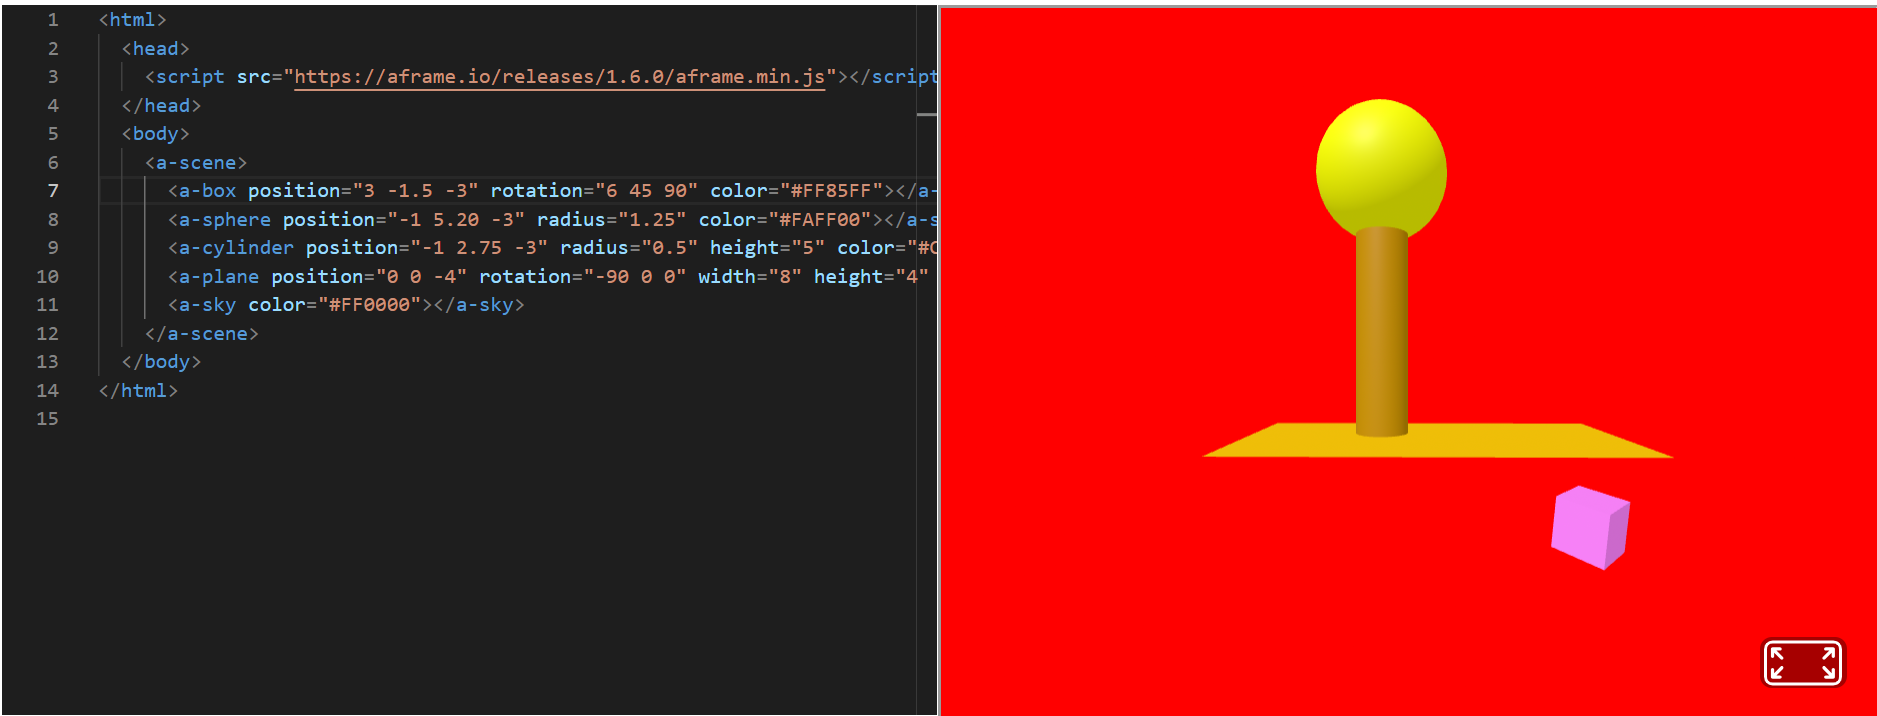 1 <html>
2 <head>
3 <script src="https://aframe.io/releases/1.6.0/aframe.min.js"></script
4 </head>
5 <body>
6 <a-scene>
7 <a-box position="3 -1.5 -3" rotation="6 45 90" color="#FF85FF"></a-
8 <a-sphere position="-1 5.20 -3" radius="1.25" color="#FAFF00"></a-s
9 <a-cylinder position="-1 2.75 -3" radius="0.5" height="5" color="#C
10 <a-plane position="0 0 -4" rotation="-90 0 0" width="8" height="4"
11 <a-sky color="#FF0000"></a-sky>
12 </a-scene>
13 </body>
14 </html>
15